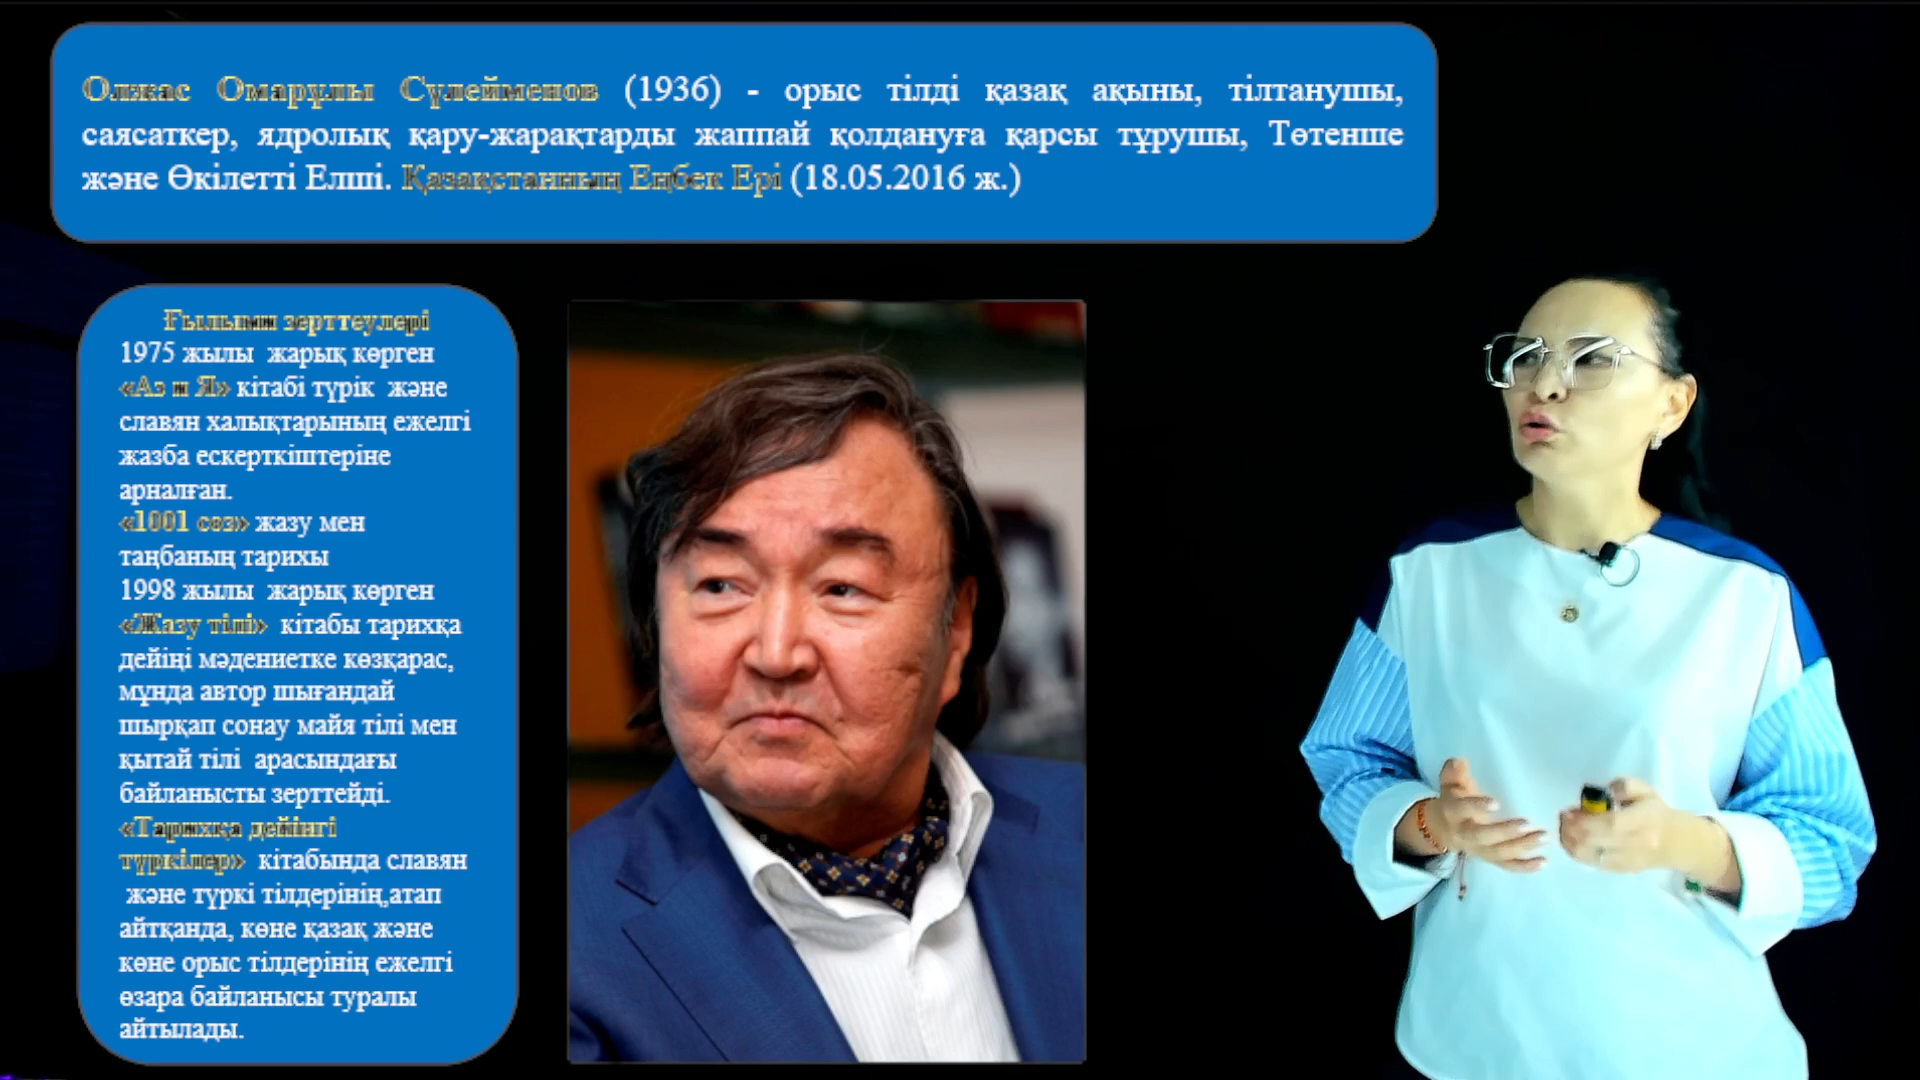 Олжас Омарұлы Сүлейменов (1936) - орыс тілді қазақ ақыны, тілтанушы,
саясаткер, ядролық қару-жарақтарды жаппай қолдануға қарсы тұрушы, Төтенше
және Өкілетті Елші. Қазақстанның Еңбек Ері (18.05.2016 ж.)
Ғылыми зерттеулері
1975 жылы жарық көрген
«Аз и Я» кітабі түрік және
славян халықтарының ежелгі
жазба ескерткіштеріне
арналған.
«1001 сөз» жазу мен
таңбаның тарихы
1998 жылы жарық көрген
«Жазу тілі» кітабы тарихқа
дейіңі мәдениетке көзқарас,
мұнда автор шығандай
шырқап сонау майя тілі мен
қытай тілі арасындағы
байланысты зерттейді.
«Тарихқа дейінгі
түркілер» кітабында славян
және түркі тілдерінің,атап
айтқанда, көне қазақ және
көне орыс тілдерінің ежелгі
өзара байланысы туралы
айтылады.